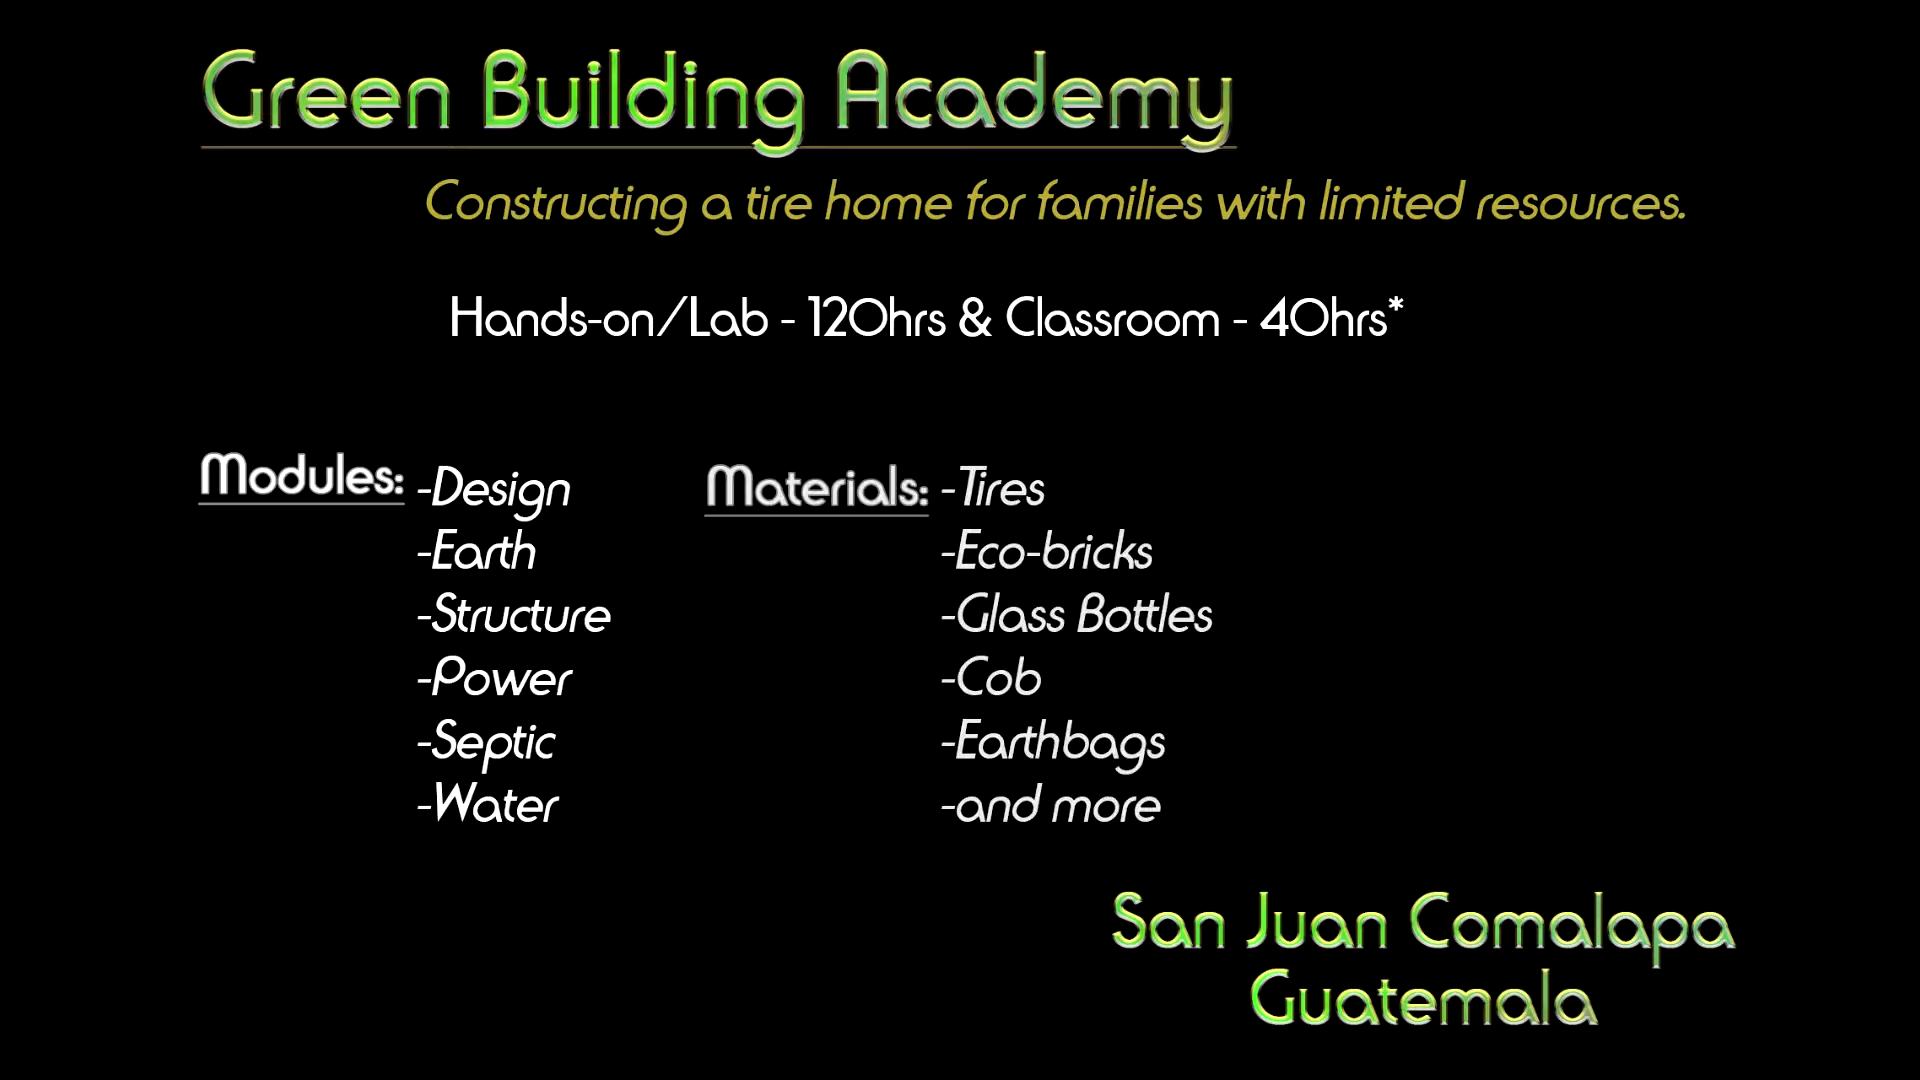 Green Building Academy
Constructing a tire home for families with limited resources.
Hands-on/Lab - 120hrs & Classroom - 40hrs*
Modules:
-Design
-Earth
-Structure
-Power
-Septic
-Water
Materials:
-Tires
-Eco-bricks
-Glass Bottles
-Cob
-Earthbags
-and more
San Juan Comalapa
Guatemala